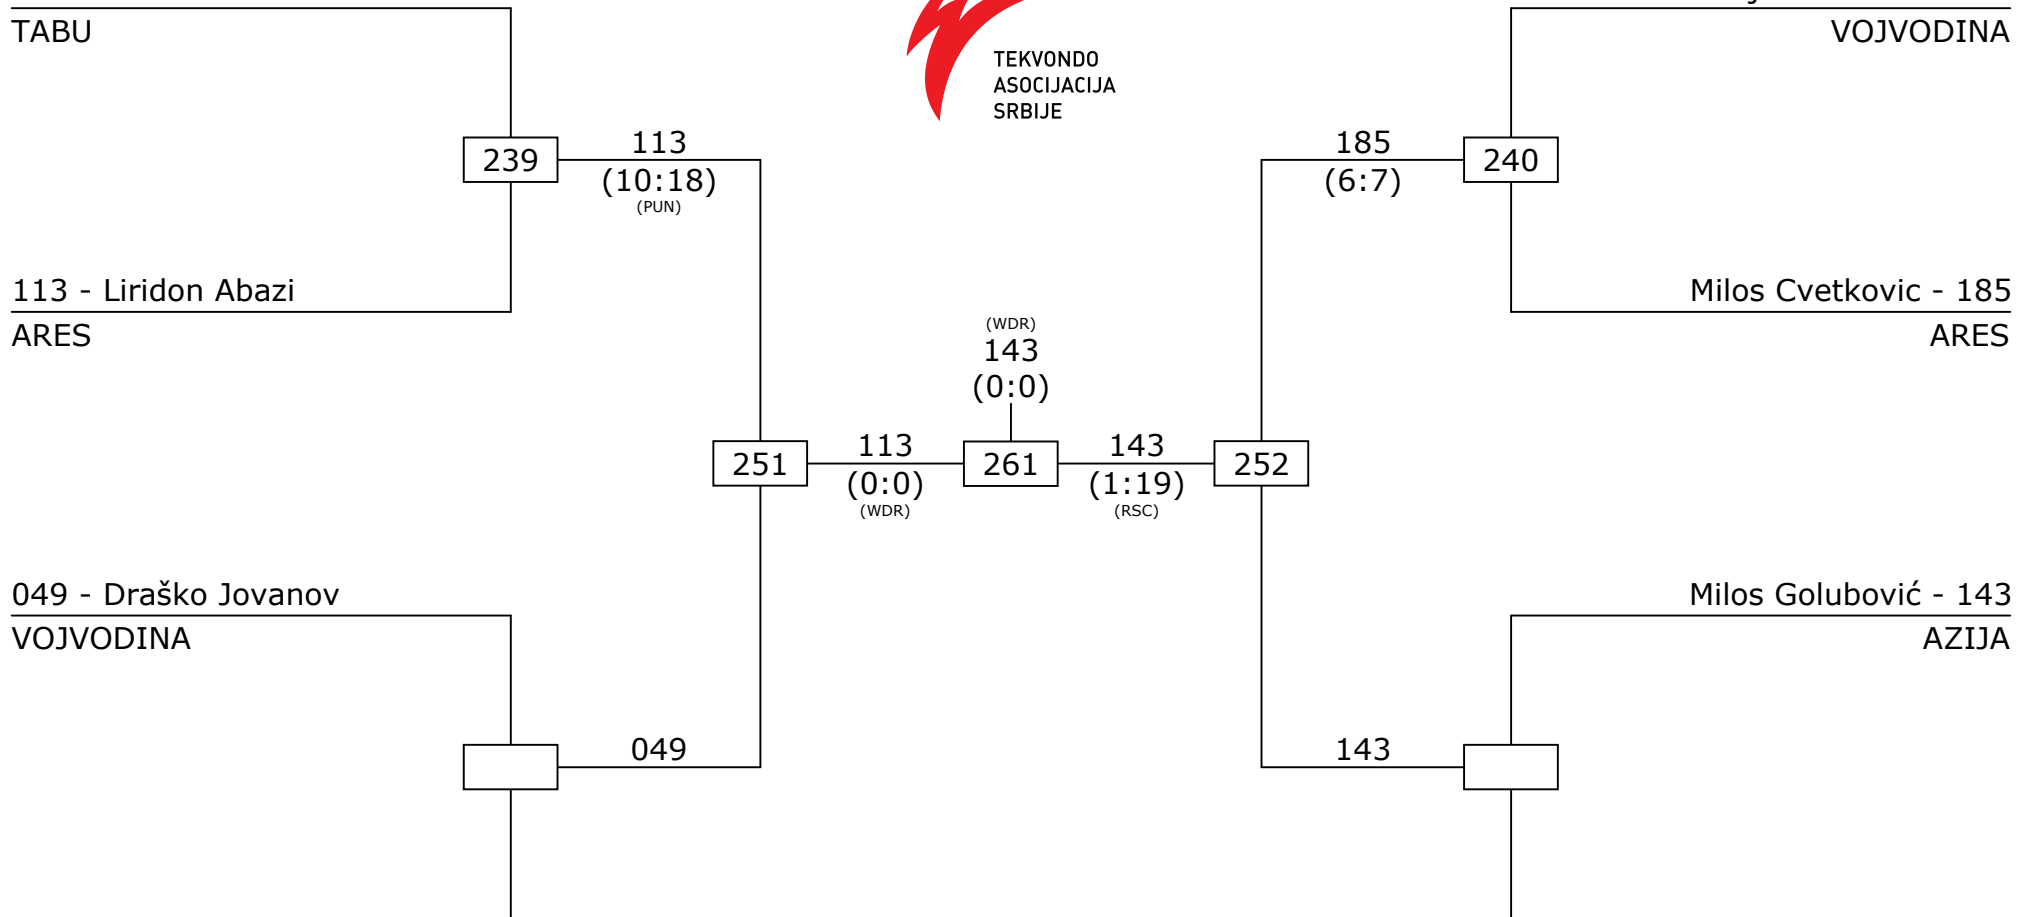 TABU
VOJVODINA
TEKVONDO
ASOCIJACIJA
SRBIJE
239
113
(10:18)
(PUN)
185
(6:7)
240
113 - Liridon Abazi
ARES
Milos Cvetkovic - 185
ARES
(WDR)
143
(0:0)
251
113
(0:0)
(WDR)
261
143
(1:19)
(RSC)
252
049 - Draško Jovanov
VOJVODINA
Milos Golubović - 143
AZIJA
049
143